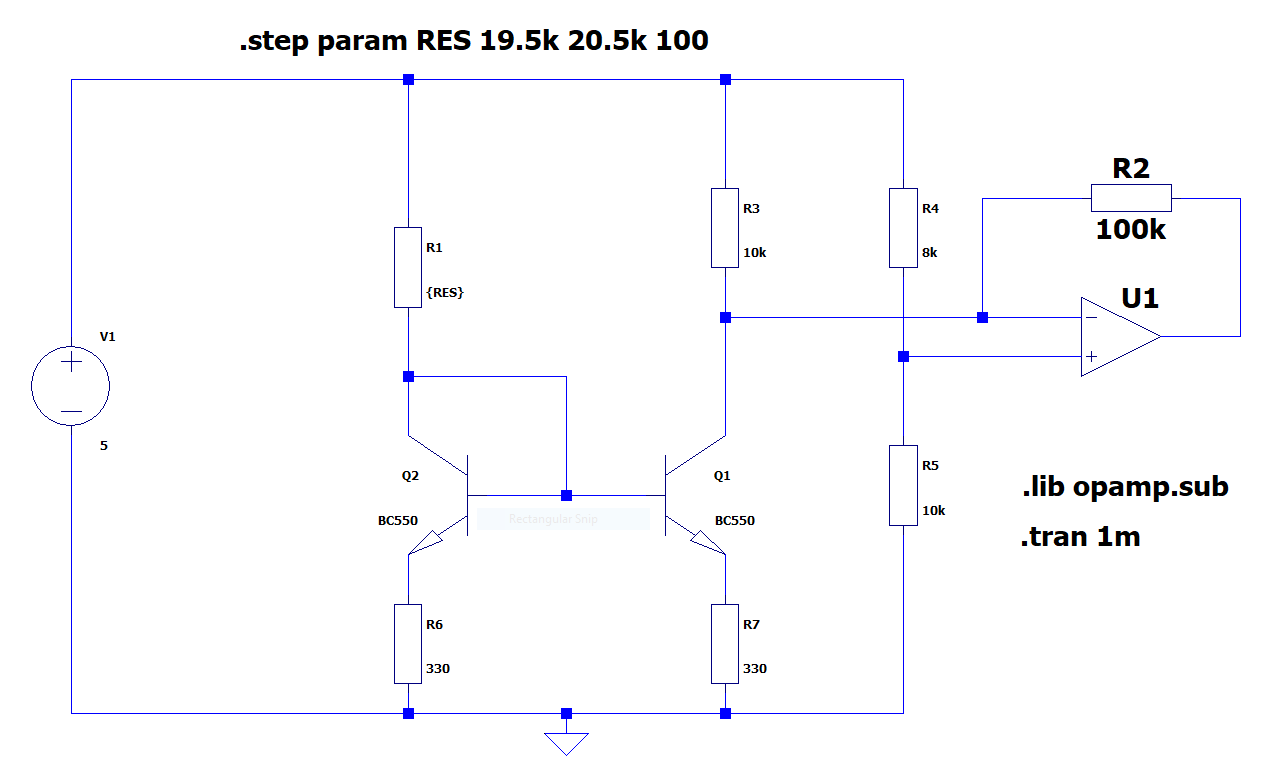 .step param RES 19.5k 20.5k 100
R2
100k
R3
10k
R4
8k
R1
{RES}
U1
V1
5
Q2
BC550
Q1
BC550
Rectangular Snip
R5
10k
.lib opamp.sub
.tran 1m
R6
330
R7
330